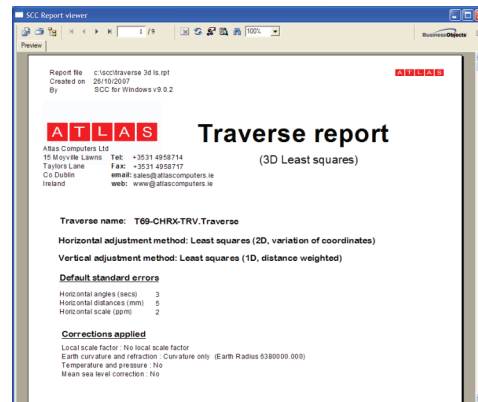 SCC Report viewer
1 / 9
100%
BusinessObjects
Preview
Report file c:\scc\traverse 3d ls.rpt
Created on 26/10/2007
By SCC for Windows v9.0.2
ATLAS
ATLAS
Atlas Computers Ltd
15 Moyville Lawns Tel: +3531 4958714
Taylors Lane Fax: +3531 4958717
Co Dublin email: sales@atlascomputers.ie
Ireland web: www@atlascomputers.ie
Traverse report
(3D Least squares)
Traverse name: T69-CHRX-TRV.Traverse
Horizontal adjustment method: Least squares (2D, variation of coordinates)
Vertical adjustment method: Least squares (1D, distance weighted)
Default standard errors
Horizontal angles (secs) 3
Horizontal distances (mm) 5
Horizontal scale (ppm) 2
Corrections applied
Local scale factor : No local scale factor
Earth curvature and refraction : Curvature only (Earth Radius 6380000.000)
Temperature and pressure : No
Mean sea level correction : No